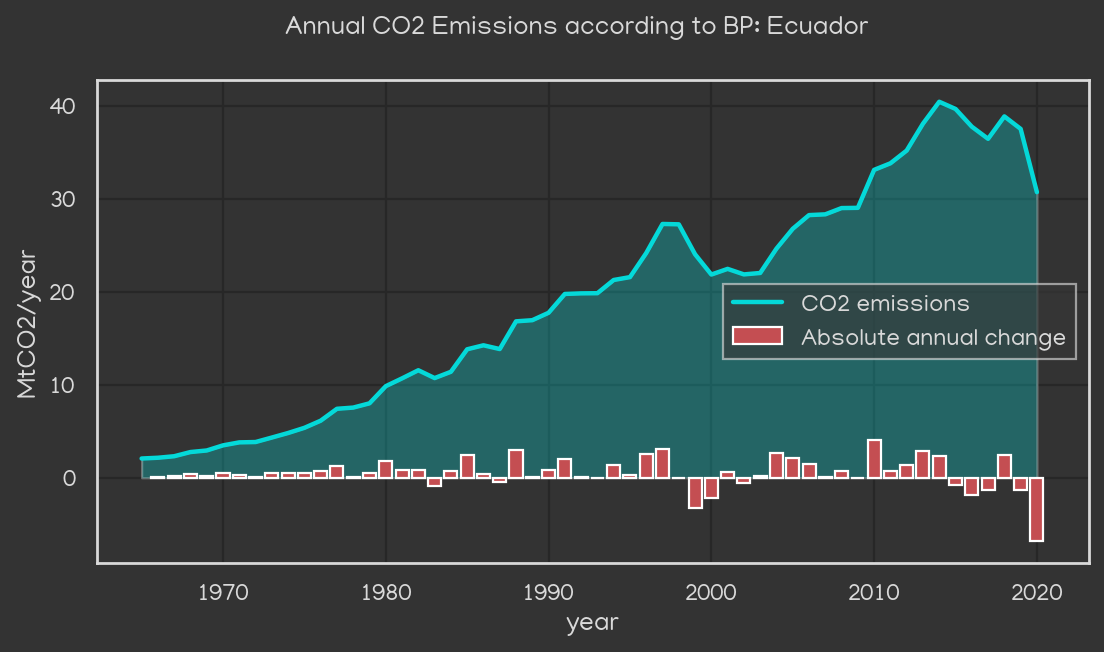 Annual CO2 Emissions according to BP: Ecuador
MtCO2/year
40
30
20
10
0
CO2 emissions
Absolute annual change
1970 1980 1990 2000 2010 2020
year